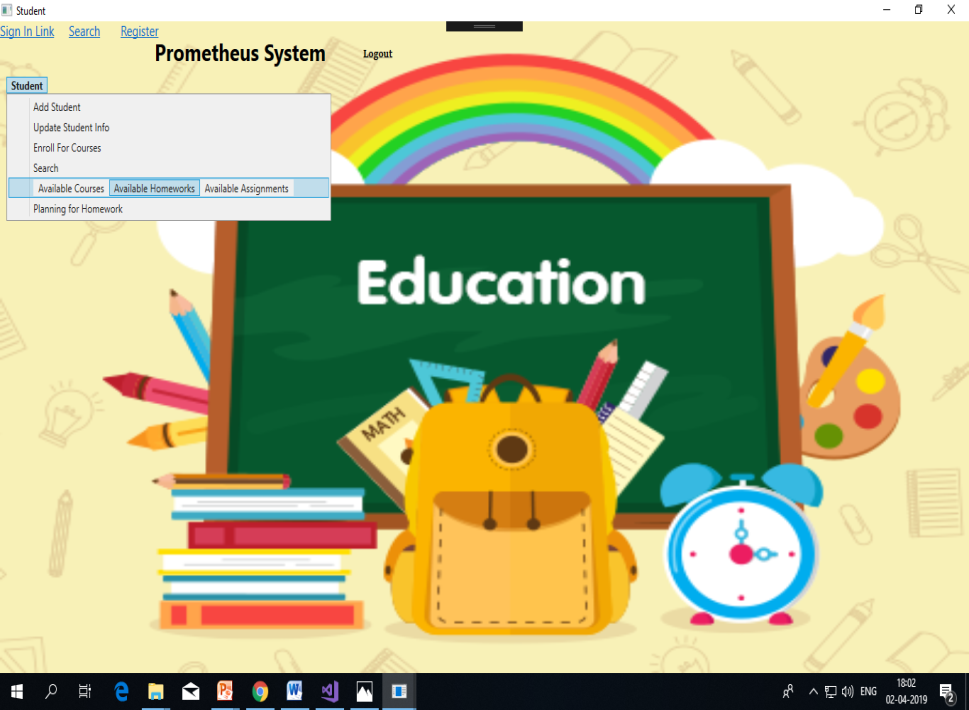 Student
Sign In Link Search Register
Prometheus System Logout
Student
Add Student
Update Student Info
Enroll For Courses
Search
Available Courses Available Homeworks Available Assignments
Planning for Homework
Education
MATH
18:02
ENG
02-04-2019
2